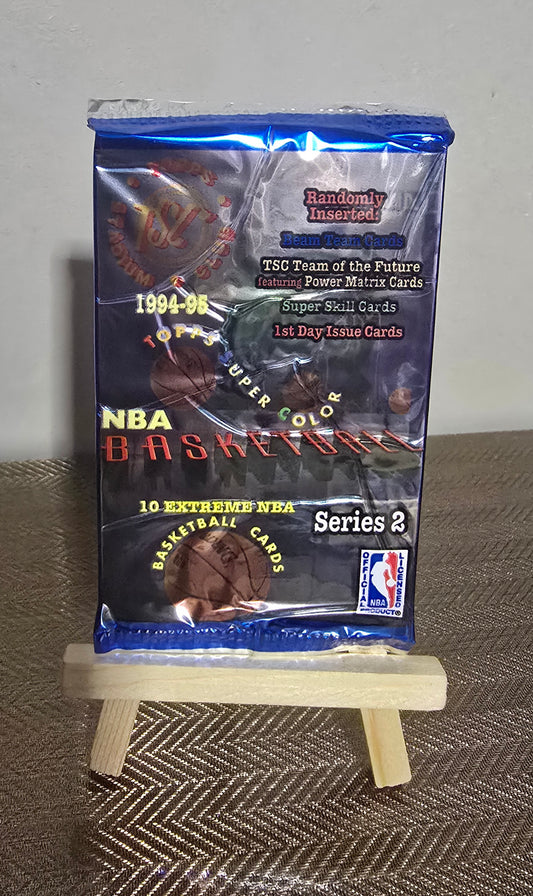 TSC
Randomly
Inserted:
Beam Team Cards
TSC Team of the Future
featuring Power Matrix Cards
Super Skill Cards
1st Day Issue Cards
1994-95
TOPPS SUPER COLOR
NBA
BASKETBALL
10 EXTREME NBA
BASKETBALL CARDS
Series 2
OFFICIAL
LICENSED
NBA
PRODUCT®